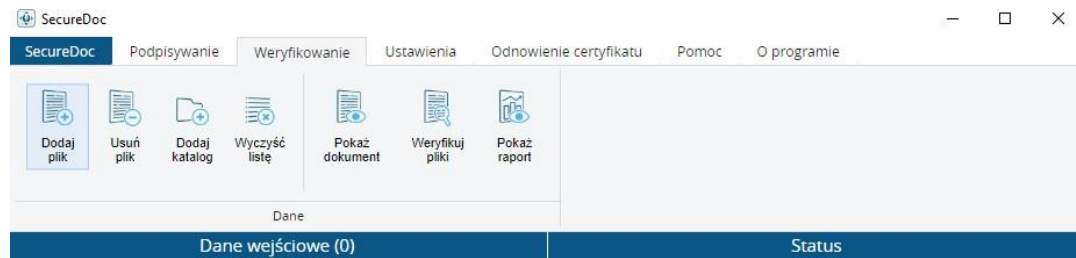 SecureDoc
SecureDoc Podpisywanie Weryfikowanie Ustawienia Odnowienie certyfikatu Pomoc O programie
Dodaj plik
Usuń plik
Dodaj katalog
Wyczyść listę
Pokaż dokument
Weryfikuj pliki
Pokaż raport
Dane
Dane wejściowe (0) Status